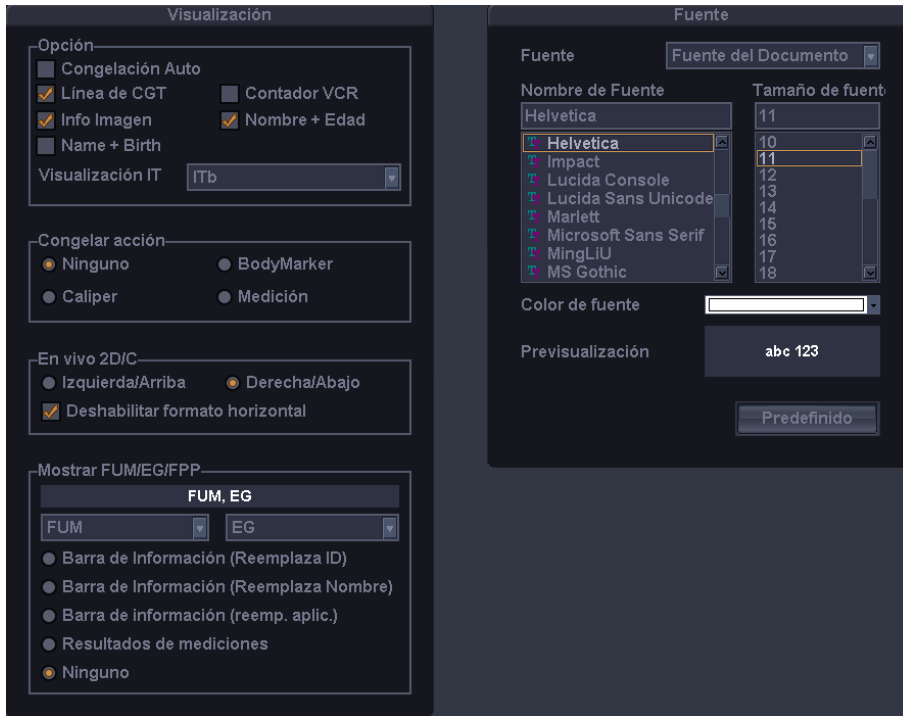 Visualización
Opción
Congelación Auto
Línea de CGT
Contador VCR
Info Imagen
Nombre + Edad
Name + Birth
Visualización IT
ITb
Congelar acción
Ninguno
BodyMarker
Caliper
Medición
En vivo 2D/C
Izquierda/Arriba
Derecha/Abajo
Deshabilitar formato horizontal
Mostrar FUM/EG/FPP
FUM, EG
FUM
EG
Barra de Información (Reemplaza ID)
Barra de Información (Reemplaza Nombre)
Barra de información (reemp. aplic.)
Resultados de mediciones
Ninguno
Fuente
Fuente
Fuente del Documento
Nombre de Fuente
Helvetica
Helvetica
Impact
Lucida Console
Lucida Sans Unicode
Marlett
Microsoft Sans Serif
MingLiU
MS Gothic
Tamaño de fuent
11
10
11
12
13
14
15
16
17
18
Color de fuente
Previsualización
abc 123
Predefinido